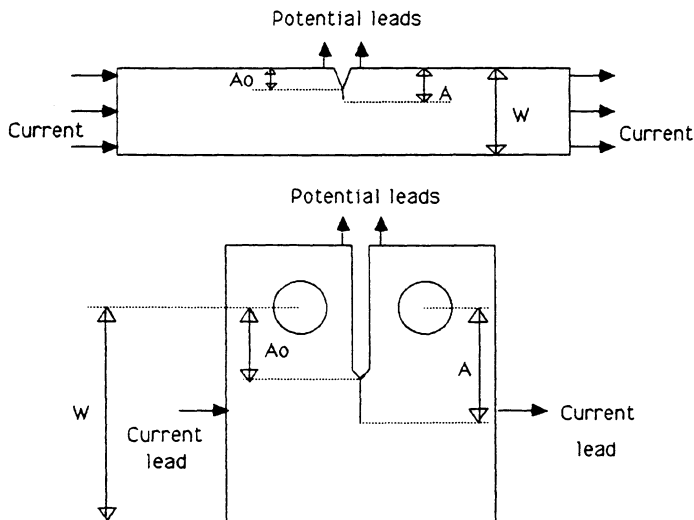 Potential leads
Ao
A
W
Current
Current
Potential leads
Ao
A
W
Current
lead
Current
lead